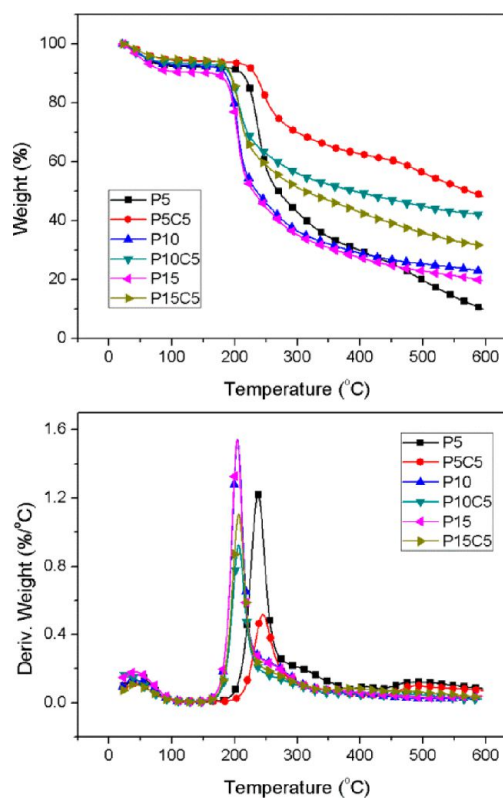 100
80
60
40
20
0
Weight (%)
P5
P5C5
P10
P10C5
P15
P15C5
0 100 200 300 400 500 600
Temperature (°C)
1.6
1.2
0.8
0.4
0.0
Deriv. Weight (%/°C)
P5
P5C5
P10
P10C5
P15
P15C5
0 100 200 300 400 500 600
Temperature (°C)